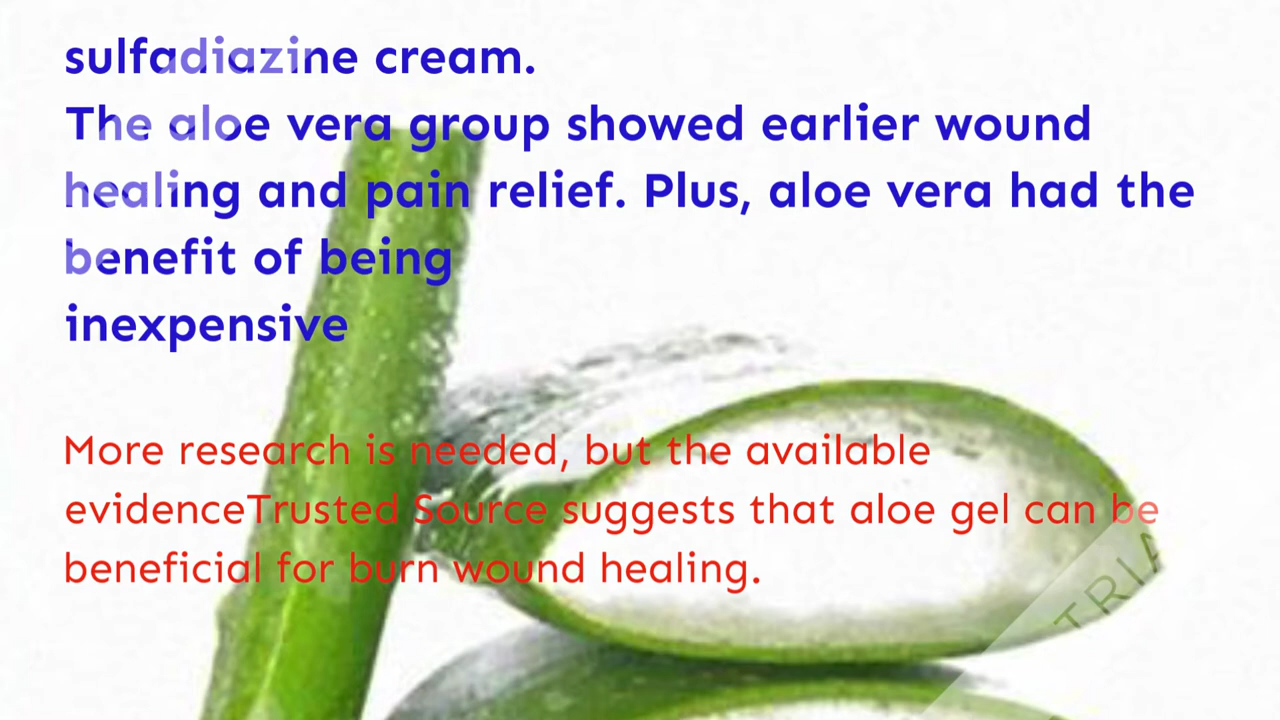 sulfadiazine cream.
The aloe vera group showed earlier wound
healing and pain relief. Plus, aloe vera had the
benefit of being
inexpensive
More research is needed, but the available
evidenceTrusted Source suggests that aloe gel can be
beneficial for burn wound healing.
TRIA